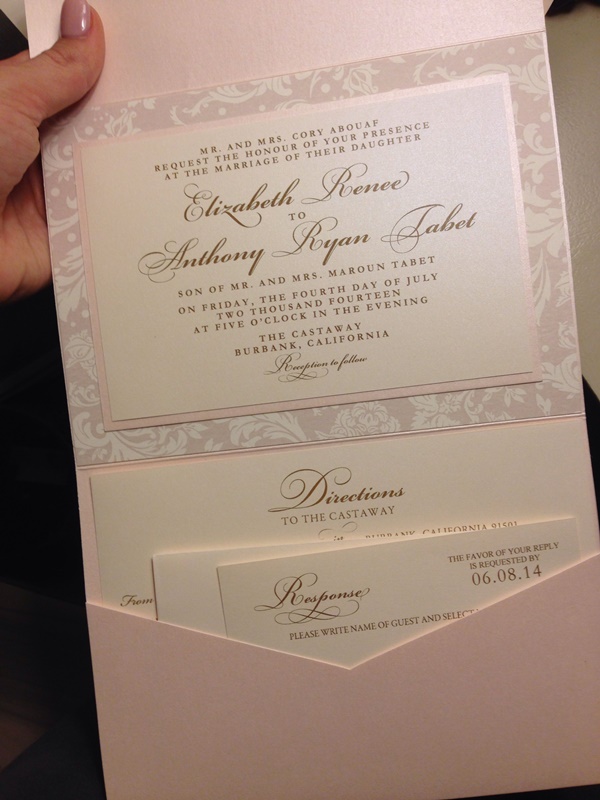 MR. AND MRS. CORY ABOUAF
REQUEST THE HONOUR OF YOUR PRESENCE
AT THE MARRIAGE OF THEIR DAUGHTER
Elizabeth Renee
TO
Anthony Ryan Tabet
SON OF MR. AND MRS. MAROUN TABET
ON FRIDAY, THE FOURTH DAY OF JULY
TWO THOUSAND FOURTEEN
AT FIVE O'CLOCK IN THE EVENING
THE CASTAWAY
BURBANK, CALIFORNIA
Reception to follow
Directions
TO THE CASTAWAY
BURBANK, CALIFORNIA 91501
From
THE FAVOR OF YOUR REPLY
IS REQUESTED BY
06.08.14
Response
PLEASE WRITE NAME OF GUEST AND SELECT